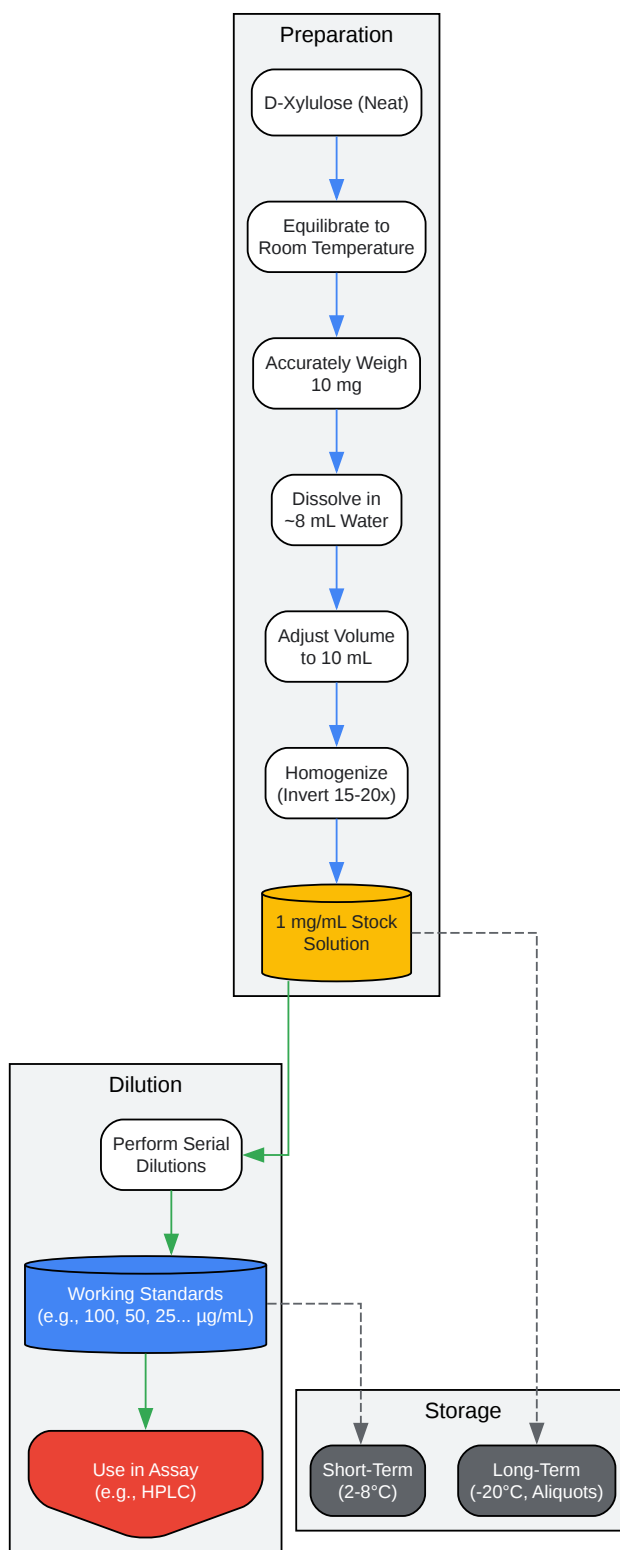 Preparation
D-Xylulose (Neat)
Equilibrate to
Room Temperature
Accurately Weigh
10 mg
Dissolve in
~8 mL Water
Adjust Volume
to 10 mL
Homogenize
(Invert 15-20x)
1 mg/mL Stock
Solution
Dilution
Perform Serial
Dilutions
Working Standards
(e.g., 100, 50, 25... µg/mL)
Use in Assay
(e.g., HPLC)
Storage
Short-Term
(2-8°C)
Long-Term
(-20°C, Aliquots)